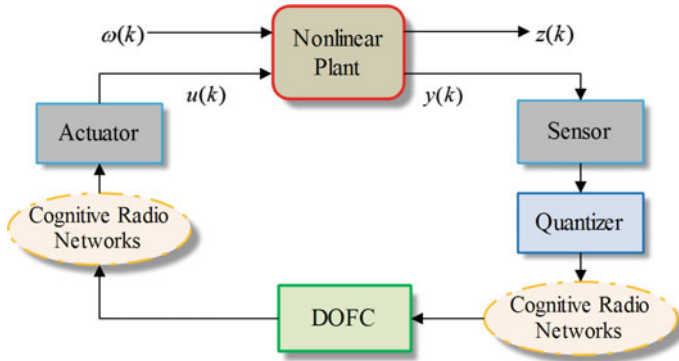 ω(k)
Nonlinear
Plant
z(k)
u(k)
y(k)
Actuator
Sensor
Cognitive Radio
Networks
Quantizer
DOFC
Cognitive Radio
Networks